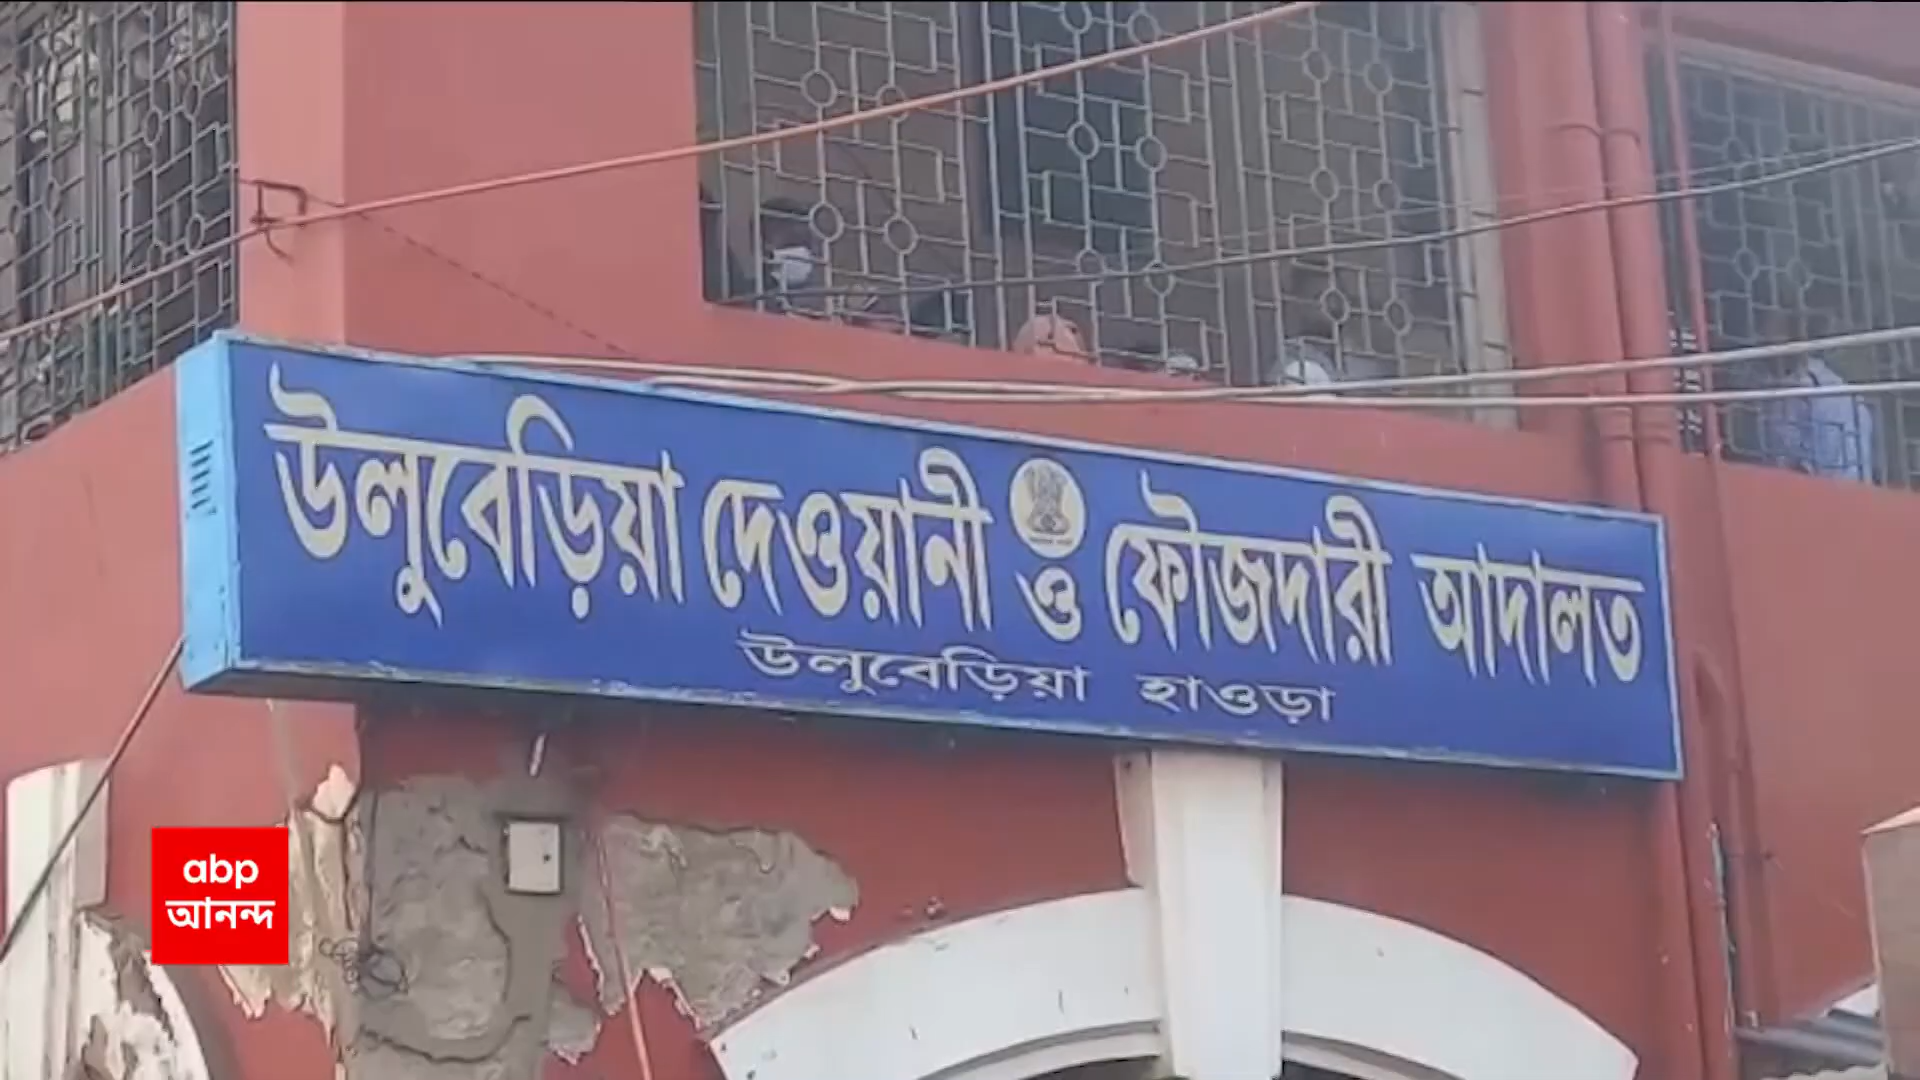 উলুবেড়িয়া দেওয়ানী ও ফৌজদারী আদালত
উলুবেড়িয়া হাওড়া
abp
আনন্দ